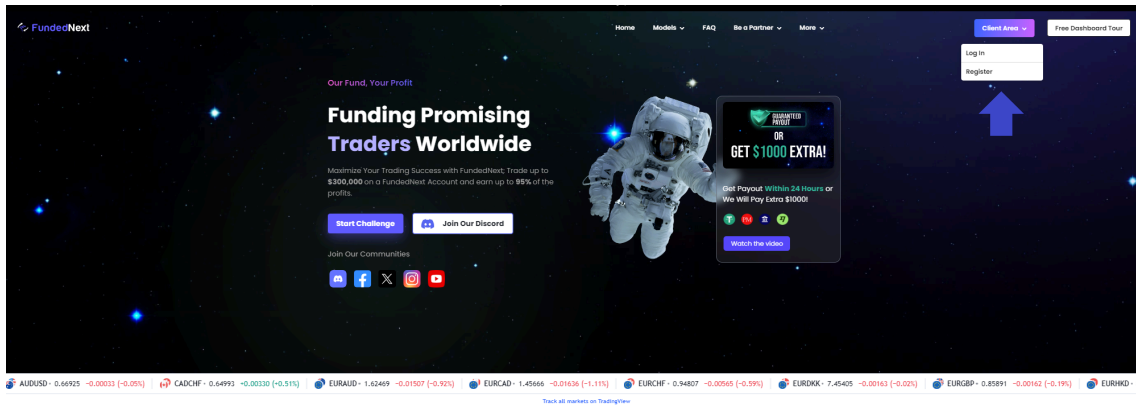 FundedNext
Home Models FAQ Be a Partner More
Client Area
Free Dashboard Tour
Log In
Register
Our Fund, Your Profit
Funding Promising
Traders Worldwide
Maximize Your Trading Success with FundedNext; Trade up to
$300,000 on a FundedNext Account and earn up to 95% of the
profits.
Start Challenge
Join Our Discord
Join Our Communities
GUARANTEED
PAYOUT
OR
GET $1000 EXTRA!
Get Payout Within 24 Hours or
We Will Pay Extra $1000!
Watch the video
AUDUSD • 0.66925 −0.00033 (−0.05%) CADCHF • 0.64993 +0.00330 (+0.51%) EURAUD • 1.62469 −0.01507 (−0.92%) EURCAD • 1.45666 −0.01636 (−1.11%) EURCHF • 0.94807 −0.00565 (−0.59%) EURDKK • 7.45405 −0.00163 (−0.02%) EURGBP • 0.85891 −0.00162 (−0.19%) EURHKD •
Track all markets on TradingView